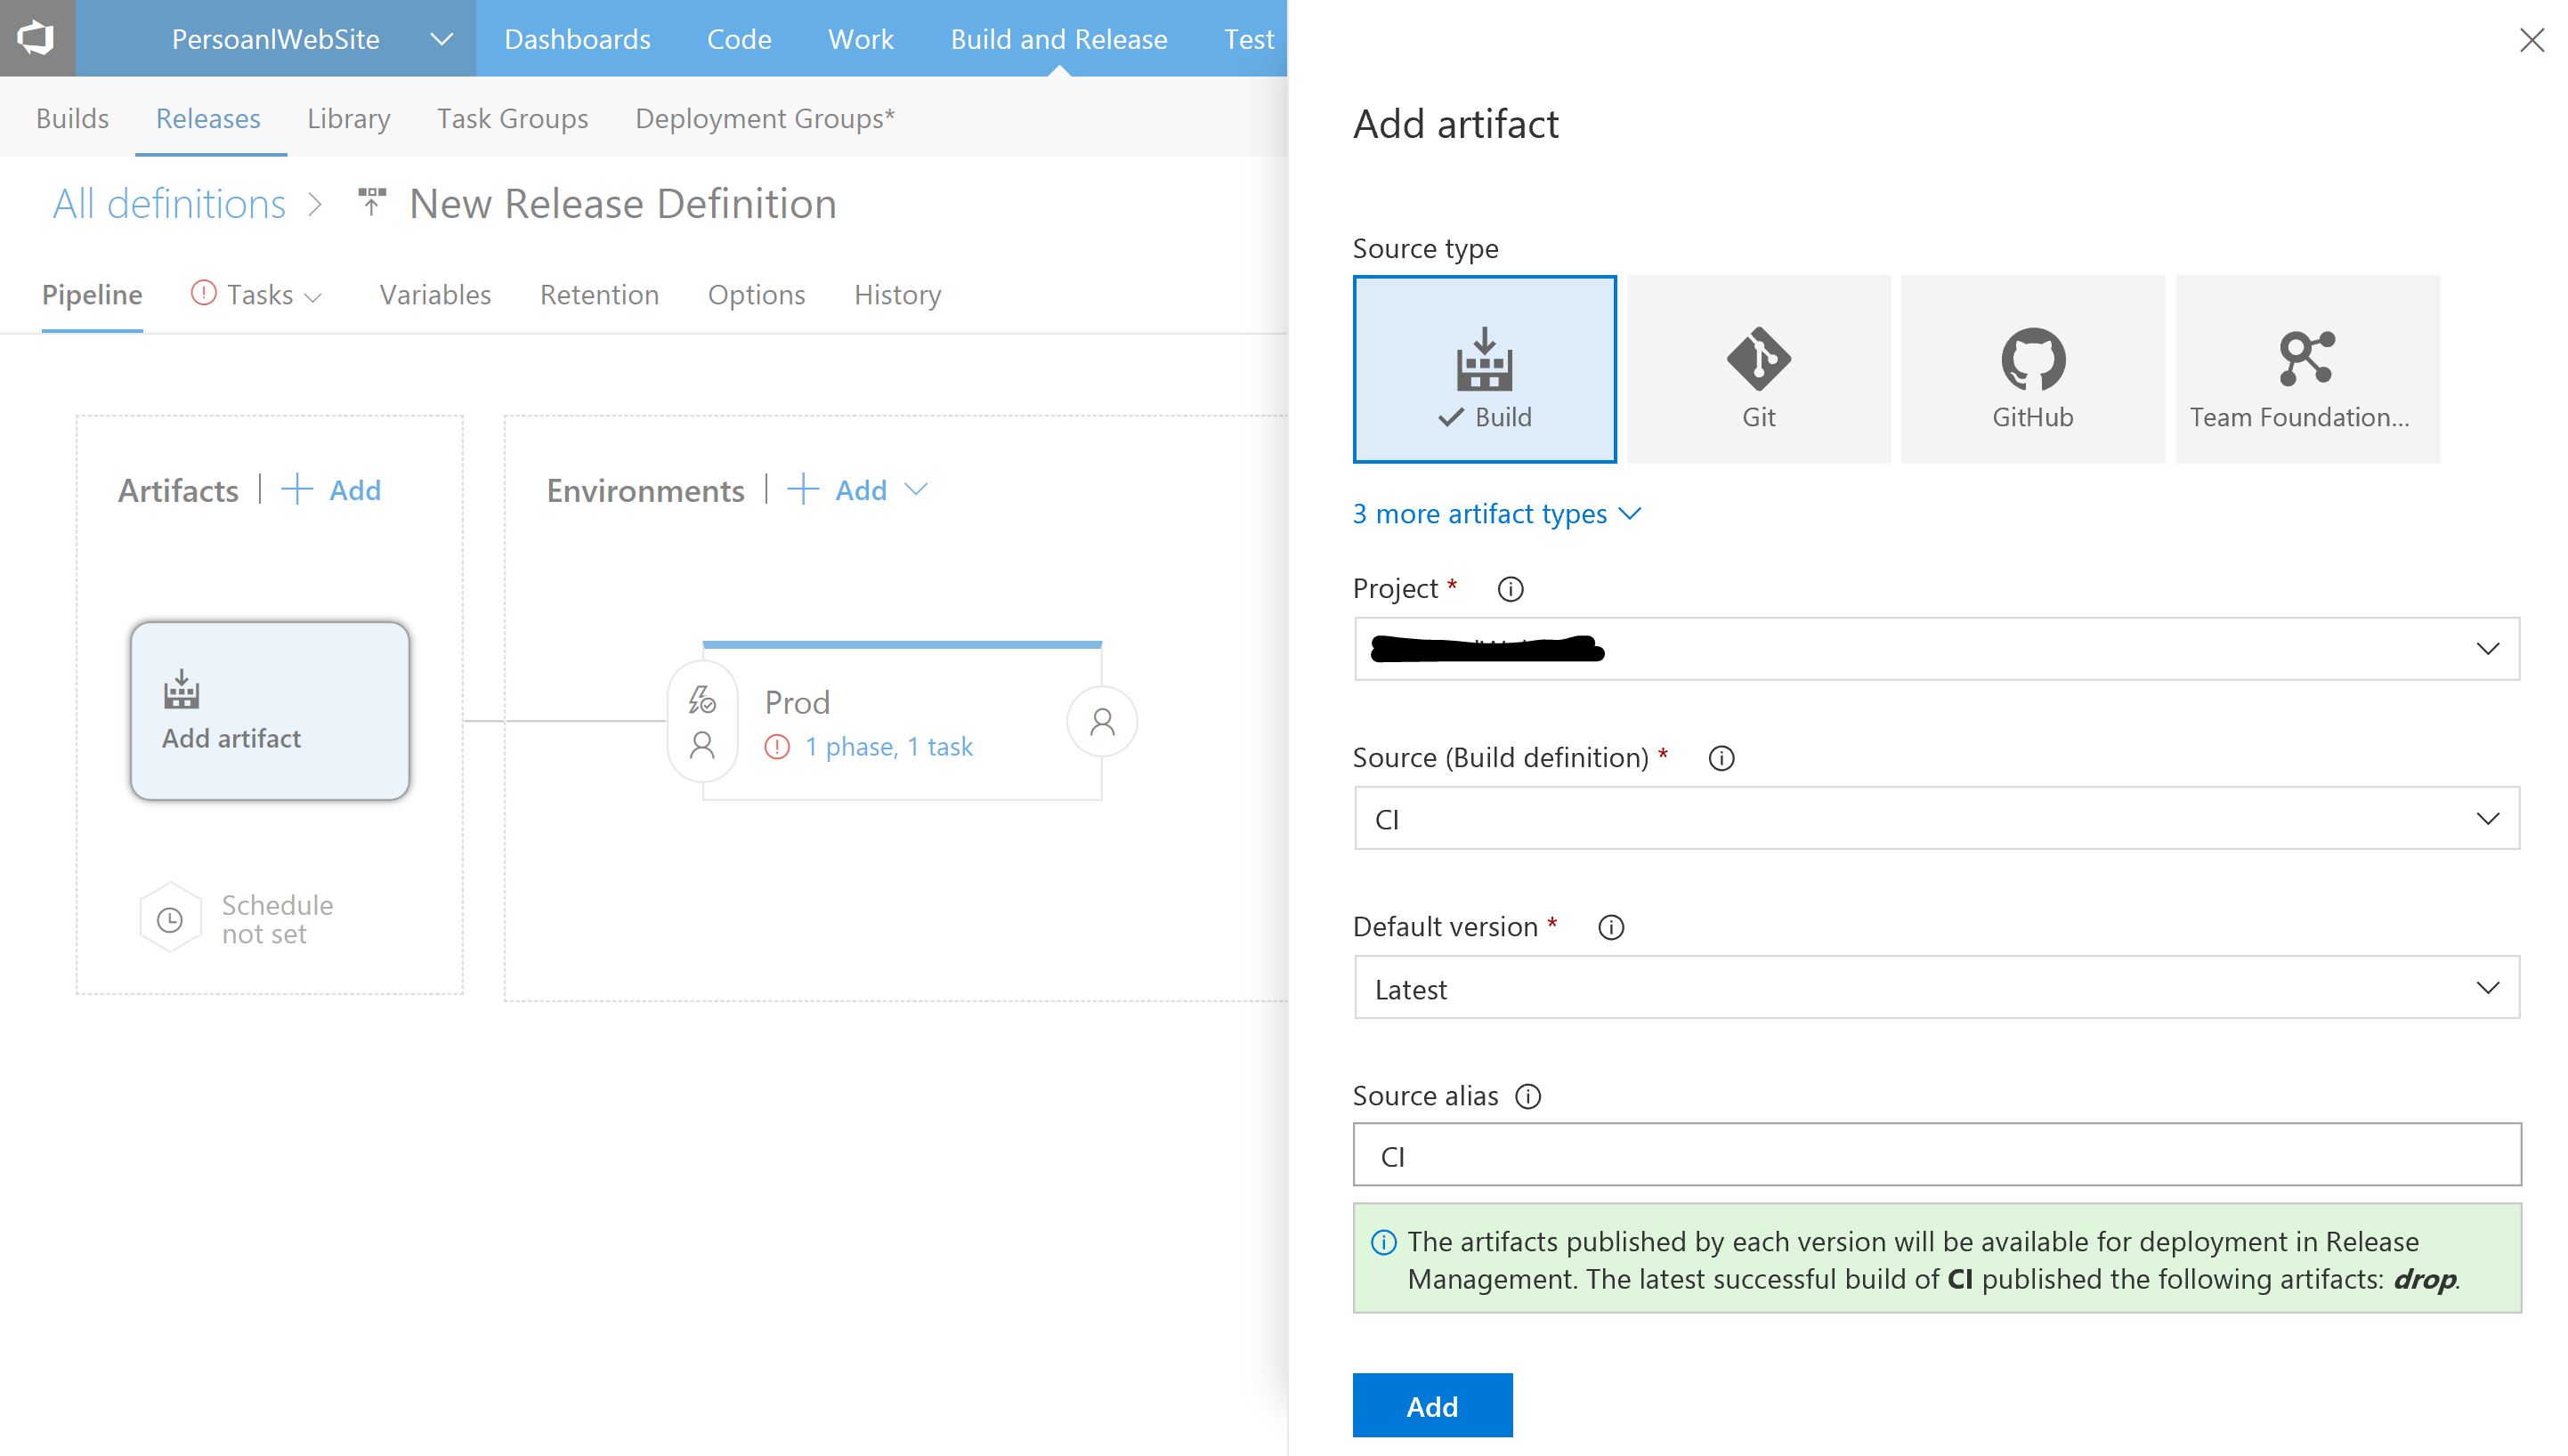 PersoanlWebSite
Dashboards Code Work Build and Release Test
Builds Releases Library Task Groups Deployment Groups*
All definitions > New Release Definition
Pipeline Tasks Variables Retention Options History
Artifacts | + Add
Add artifact
Schedule
not set
Environments | + Add
Prod
1 phase, 1 task
Add artifact
Source type
Build
Git
GitHub
Team Foundation...
3 more artifact types
Project *
Source (Build definition) *
CI
Default version *
Latest
Source alias
CI
The artifacts published by each version will be available for deployment in Release
Management. The latest successful build of CI published the following artifacts: drop.
Add